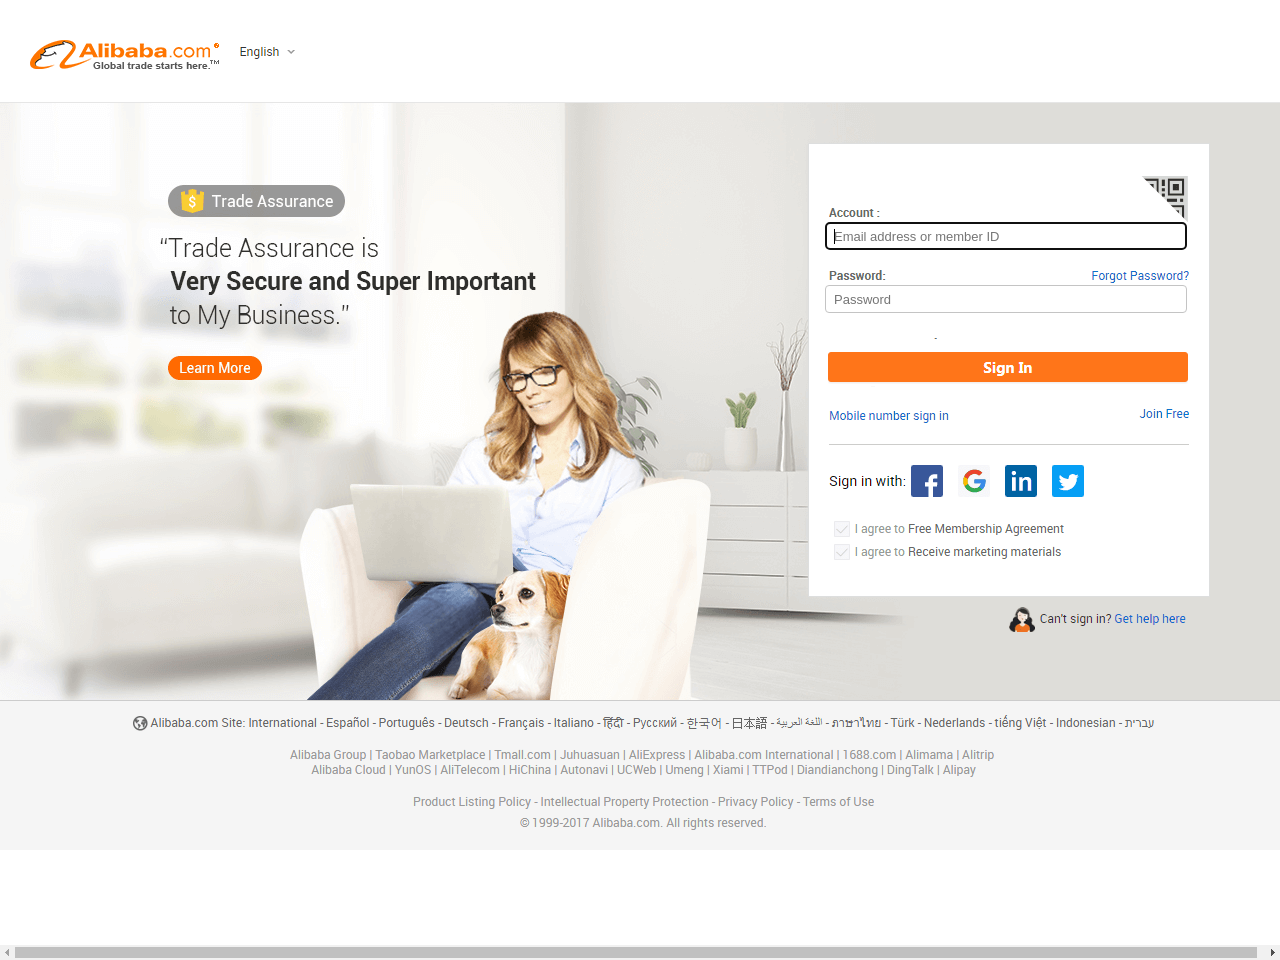 Alibaba.com®
Global trade starts here.™
English
Trade Assurance
“Trade Assurance is
Very Secure and Super Important
to My Business.”
Learn More
Account :
Email address or member ID
Password:
Forgot Password?
Password
Sign In
Mobile number sign in
Join Free
Sign in with:
I agree to Free Membership Agreement
I agree to Receive marketing materials
Can't sign in? Get help here
Alibaba.com Site: International - Español - Português - Deutsch - Français - Italiano - हिंदी - Pусский - 한국어 - 日本語 - اللغة العربية - ภาษาไทย - Türk - Nederlands - tiếng Việt - Indonesian - עברית
Alibaba Group | Taobao Marketplace | Tmall.com | Juhuasuan | AliExpress | Alibaba.com International | 1688.com | Alimama | Alitrip
Alibaba Cloud | YunOS | AliTelecom | HiChina | Autonavi | UCWeb | Umeng | Xiami | TTPod | Diandianchong | DingTalk | Alipay
Product Listing Policy - Intellectual Property Protection - Privacy Policy - Terms of Use
© 1999-2017 Alibaba.com. All rights reserved.